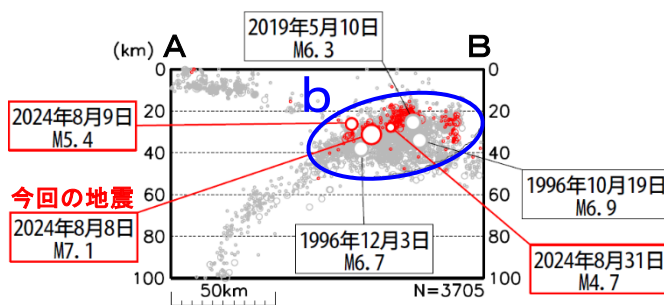 2019年5月10日
M6.3
(km)
A
B
0
20
40
60
80
100
0
20
40
60
80
100
b
2024年8月9日
M5.4
今回の地震
2024年8月8日
M7.1
1996年10月19日
M6.9
1996年12月3日
M6.7
2024年8月31日
M4.7
50km
N=3705